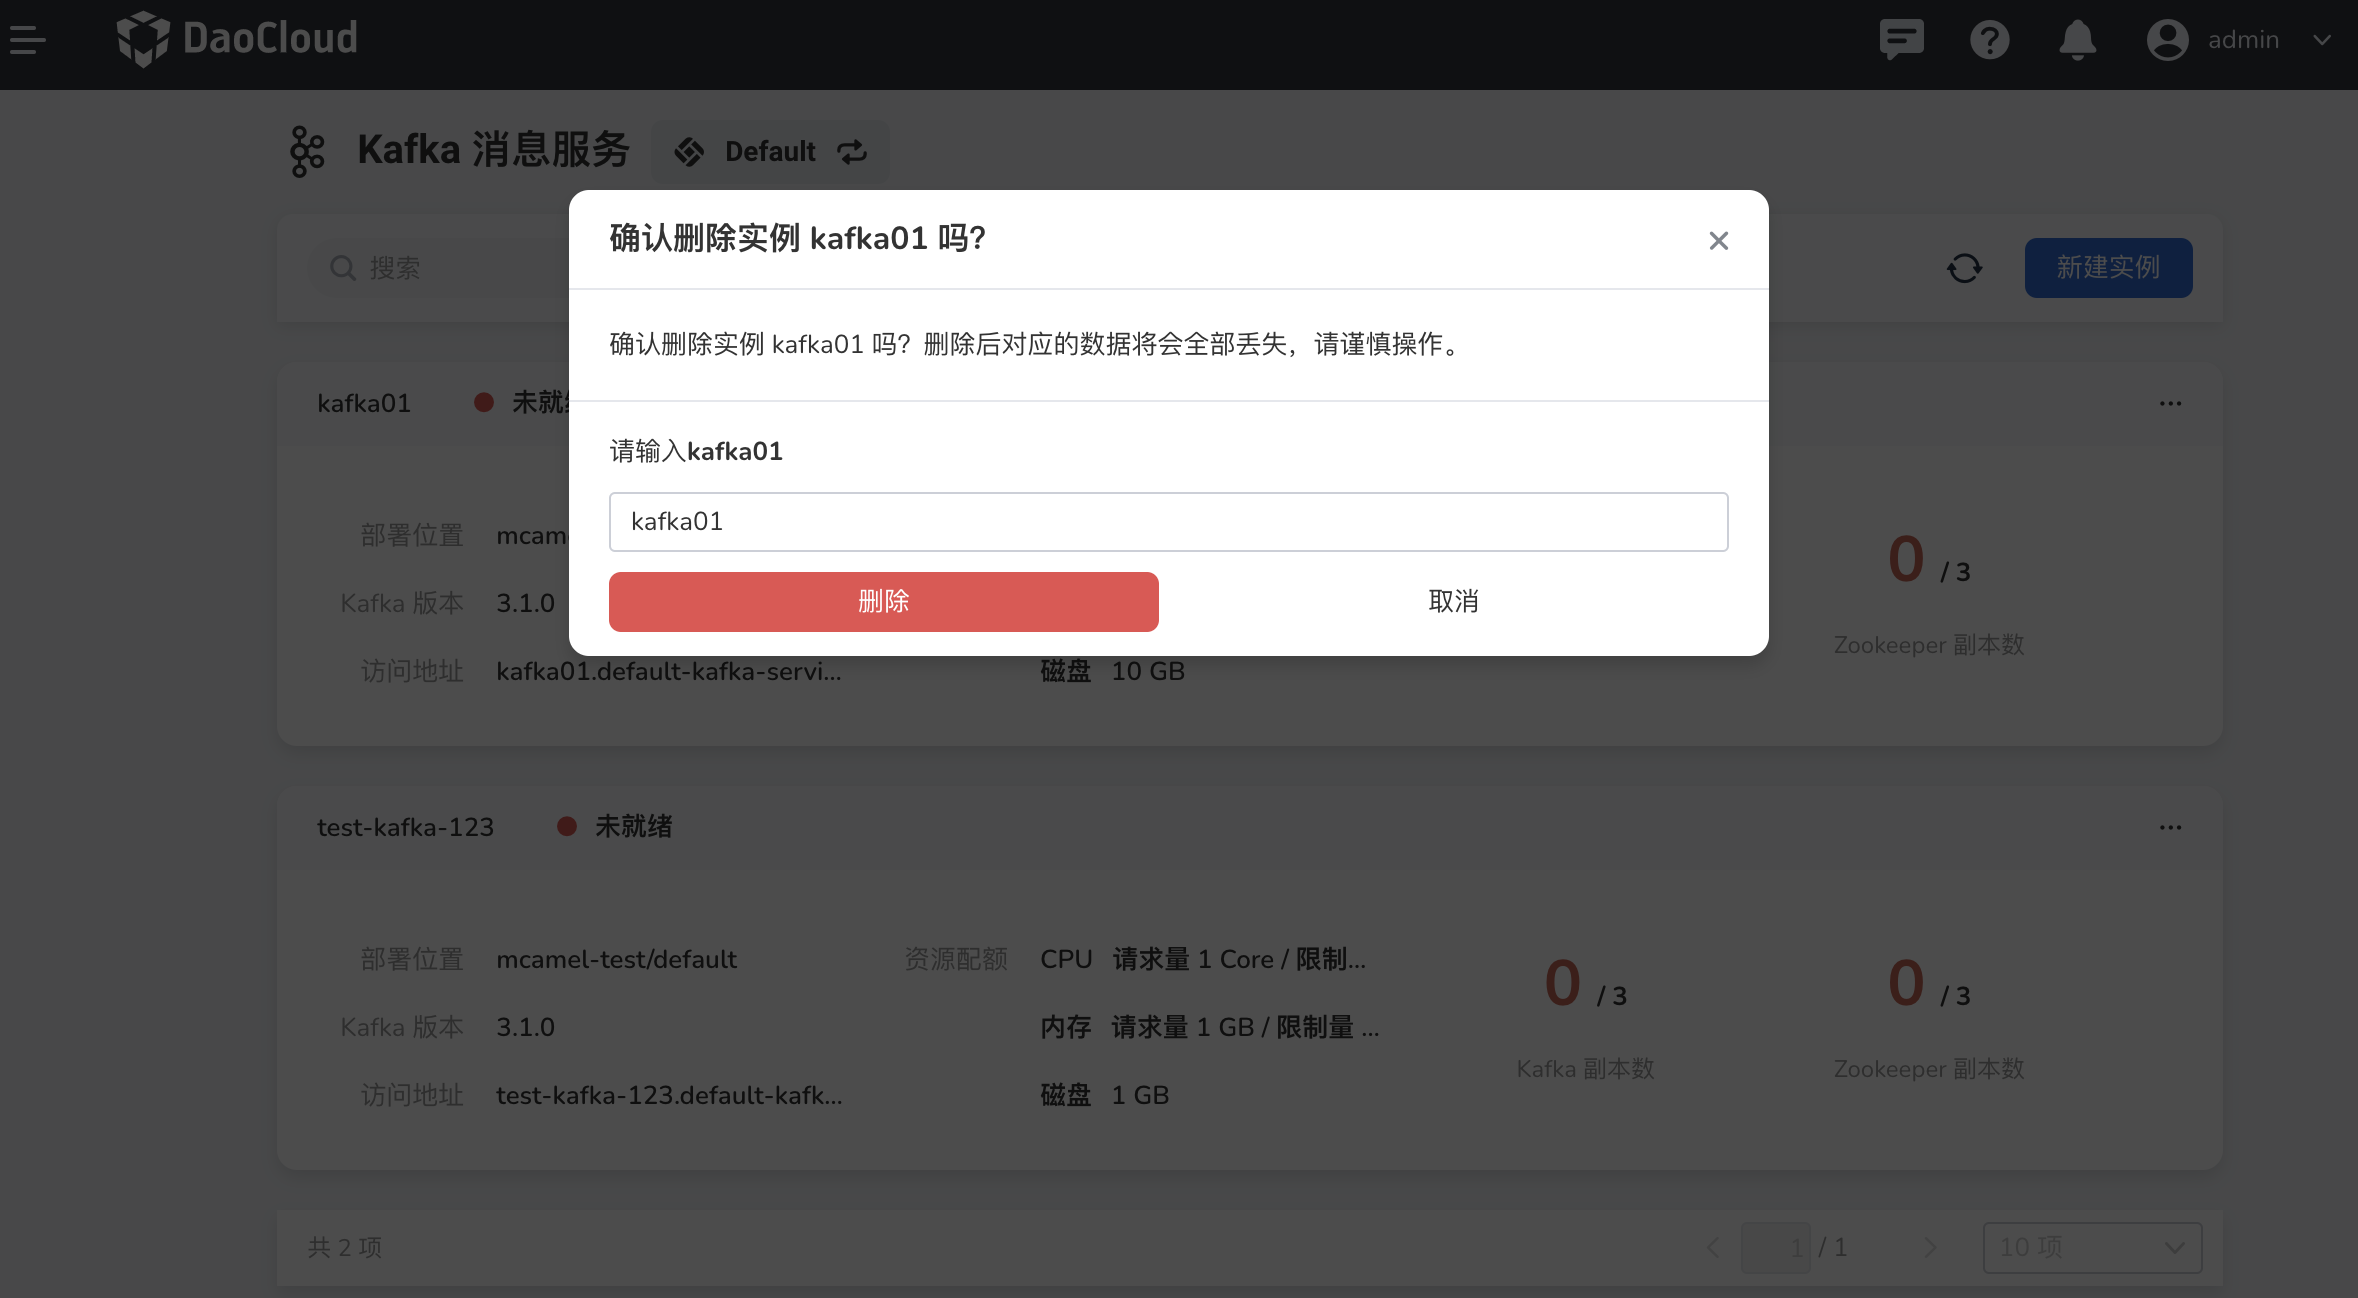 DaoCloud
admin
Kafka 消息服务
Default
搜索
新建实例
确认删除实例 kafka01 吗?
确认删除实例 kafka01 吗？删除后对应的数据将会全部丢失，请谨慎操作。
请输入kafka01
kafka01
删除
取消
kafka01
未就
部署位置
Kafka 版本 3.1.0
访问地址 kafka01.default-kafka-servi...
磁盘 10 GB
0 / 3
Zookeeper 副本数
test-kafka-123
未就绪
部署位置 mcamel-test/default
Kafka 版本 3.1.0
访问地址 test-kafka-123.default-kafk...
资源配额 CPU 请求量 1 Core / 限制...
内存 请求量 1 GB / 限制量 ...
磁盘 1 GB
0 / 3
Kafka 副本数
0 / 3
Zookeeper 副本数
共 2 项
1 / 1
10 项